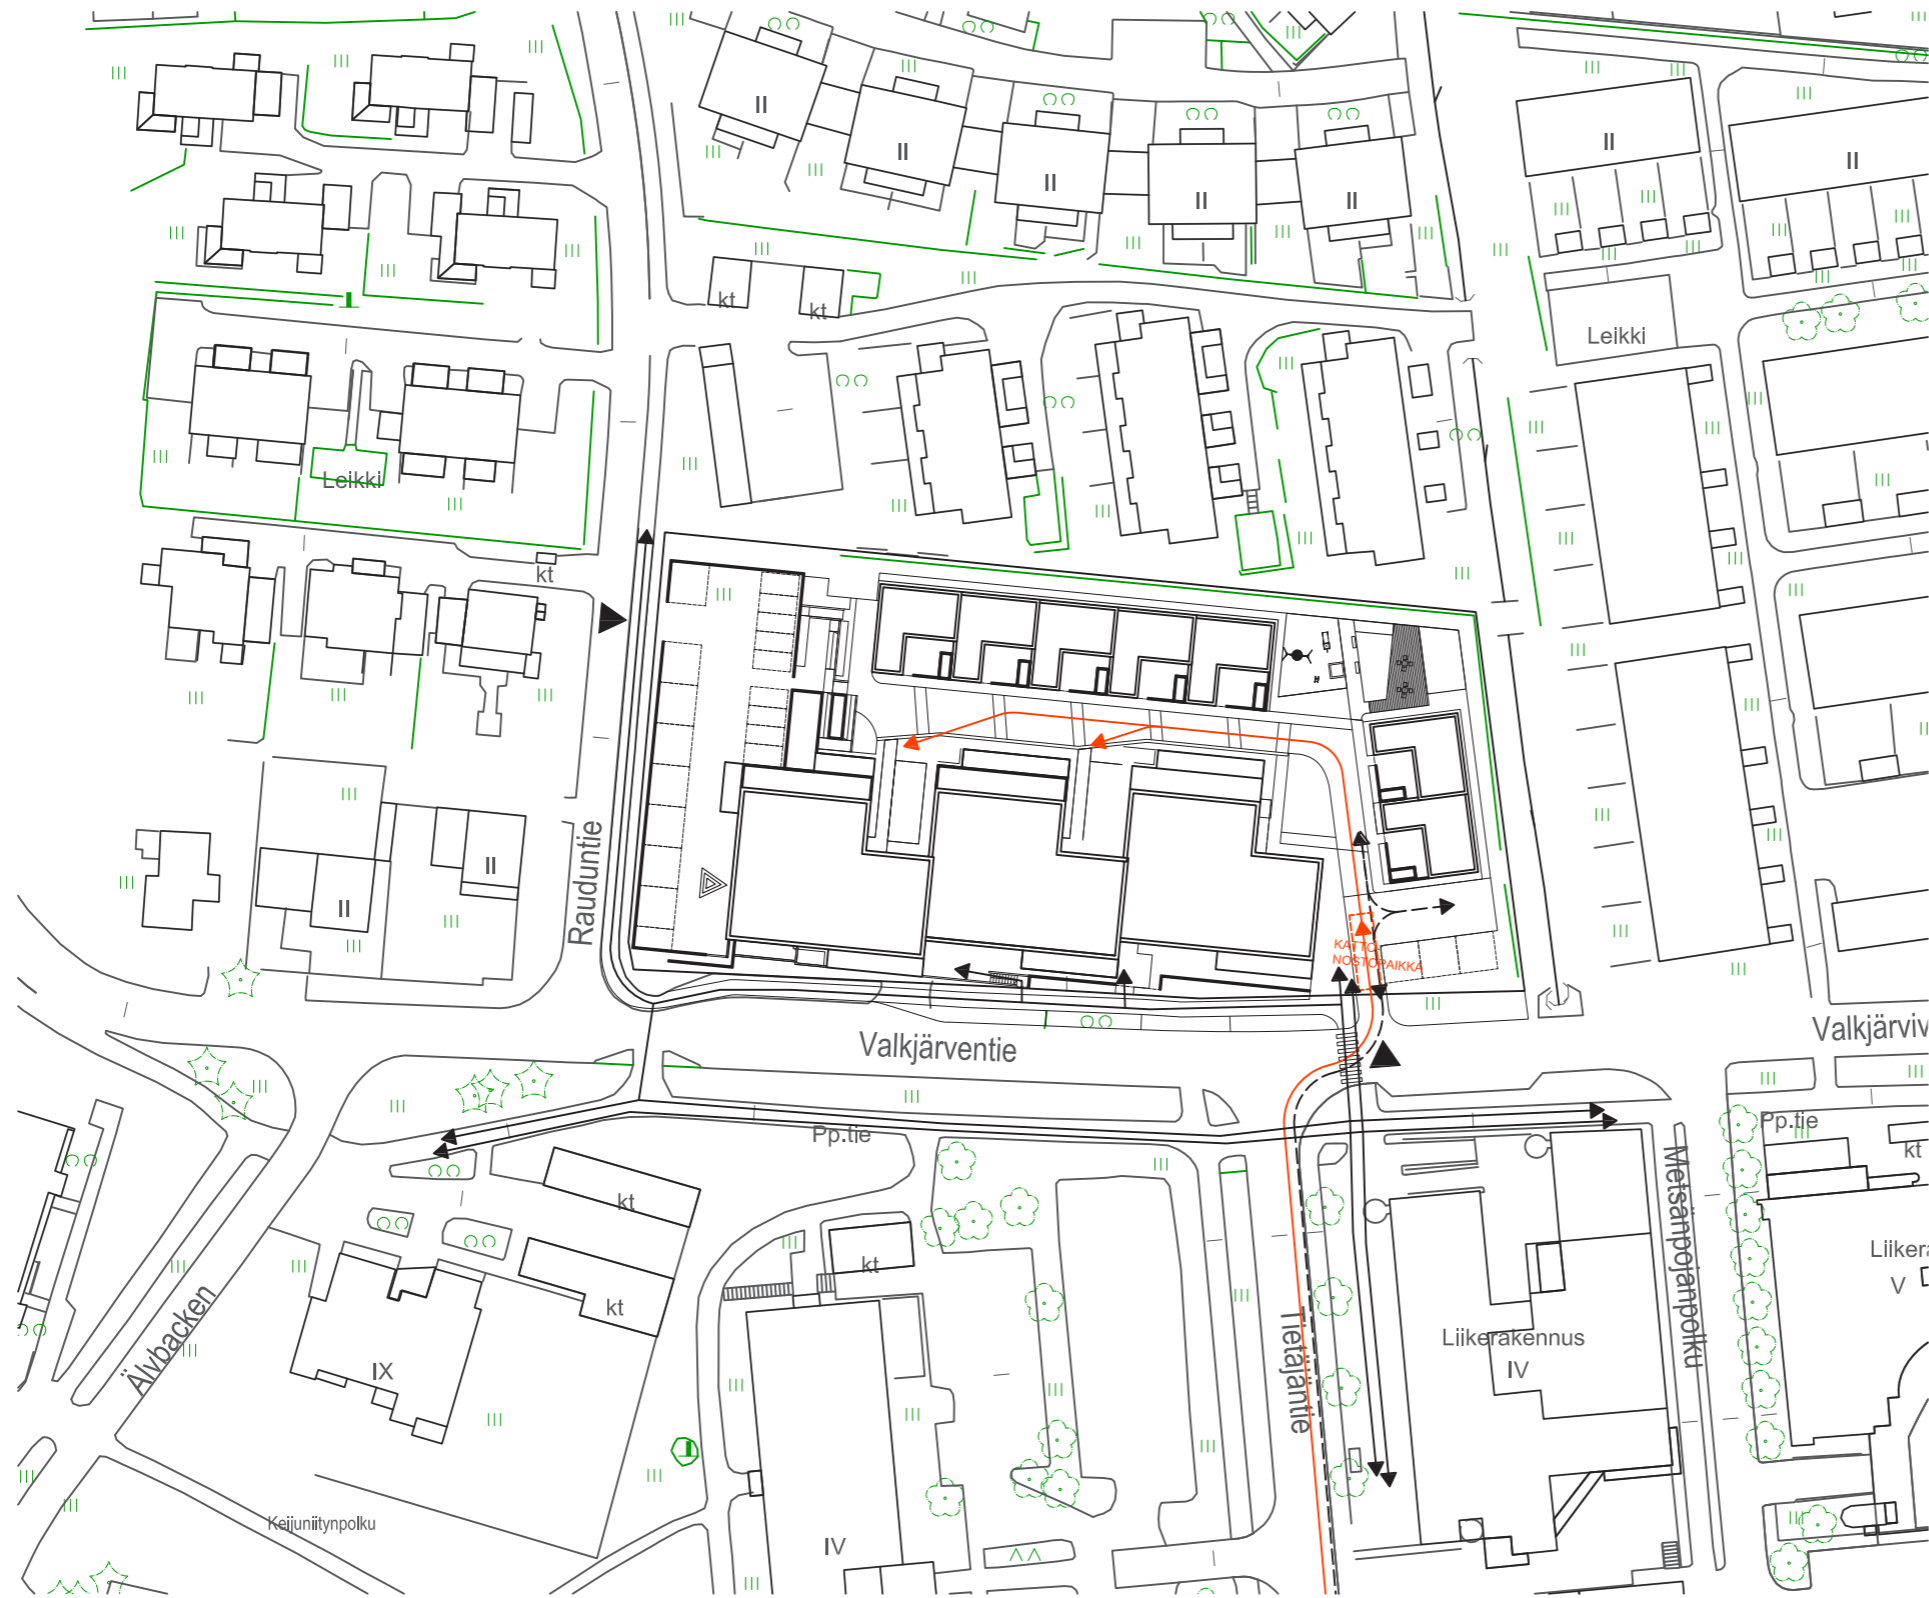 II
II
II
II
II
II
II
kt
kt
Leikki
Leikki
kt
Rauduntie
II
II
KATTO-
NOSTOPAIKKA
Valkjärventie
Valkjärviv
Pp.tie
Pp.tie
kt
kt
kt
kt
Metsänpojanpolku
Liikera
V
Älvbacken
IX
Tietäjäntie
Liikerakennus
IV
Keijuniitynpolku
IV